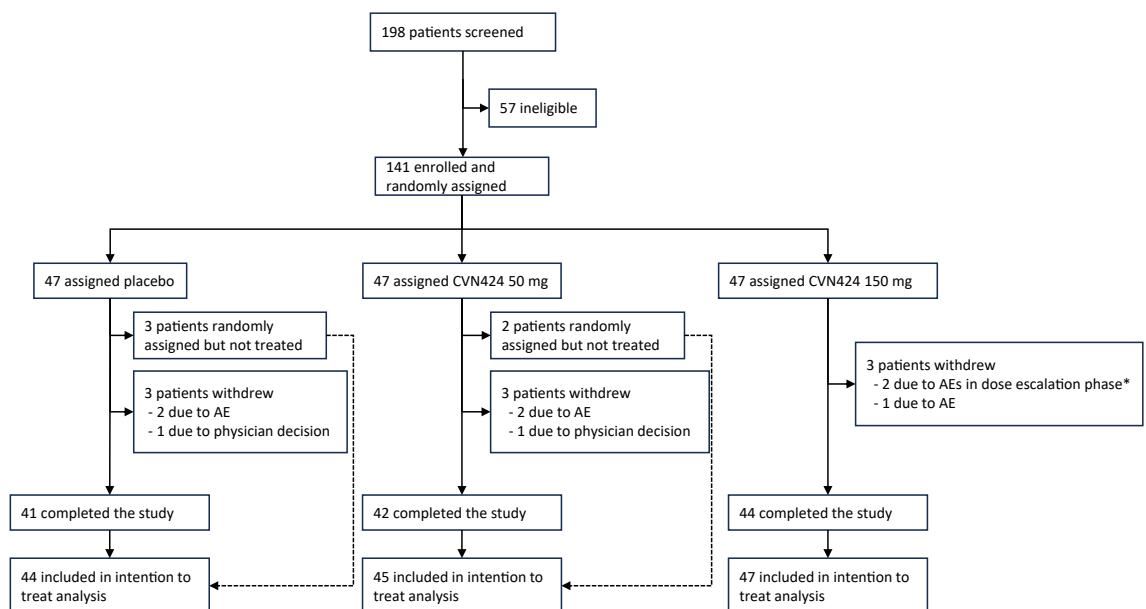 198 patients screened
57 ineligible
141 enrolled and
randomly assigned
47 assigned placebo
47 assigned CVN424 50 mg
47 assigned CVN424 150 mg
3 patients randomly
assigned but not treated
2 patients randomly
assigned but not treated
3 patients withdrew
- 2 due to AE
- 1 due to physician decision
3 patients withdrew
- 2 due to AE
- 1 due to physician decision
3 patients withdrew
- 2 due to AEs in dose escalation phase*
- 1 due to AE
41 completed the study
42 completed the study
44 completed the study
44 included in intention to
treat analysis
45 included in intention to
treat analysis
47 included in intention to
treat analysis